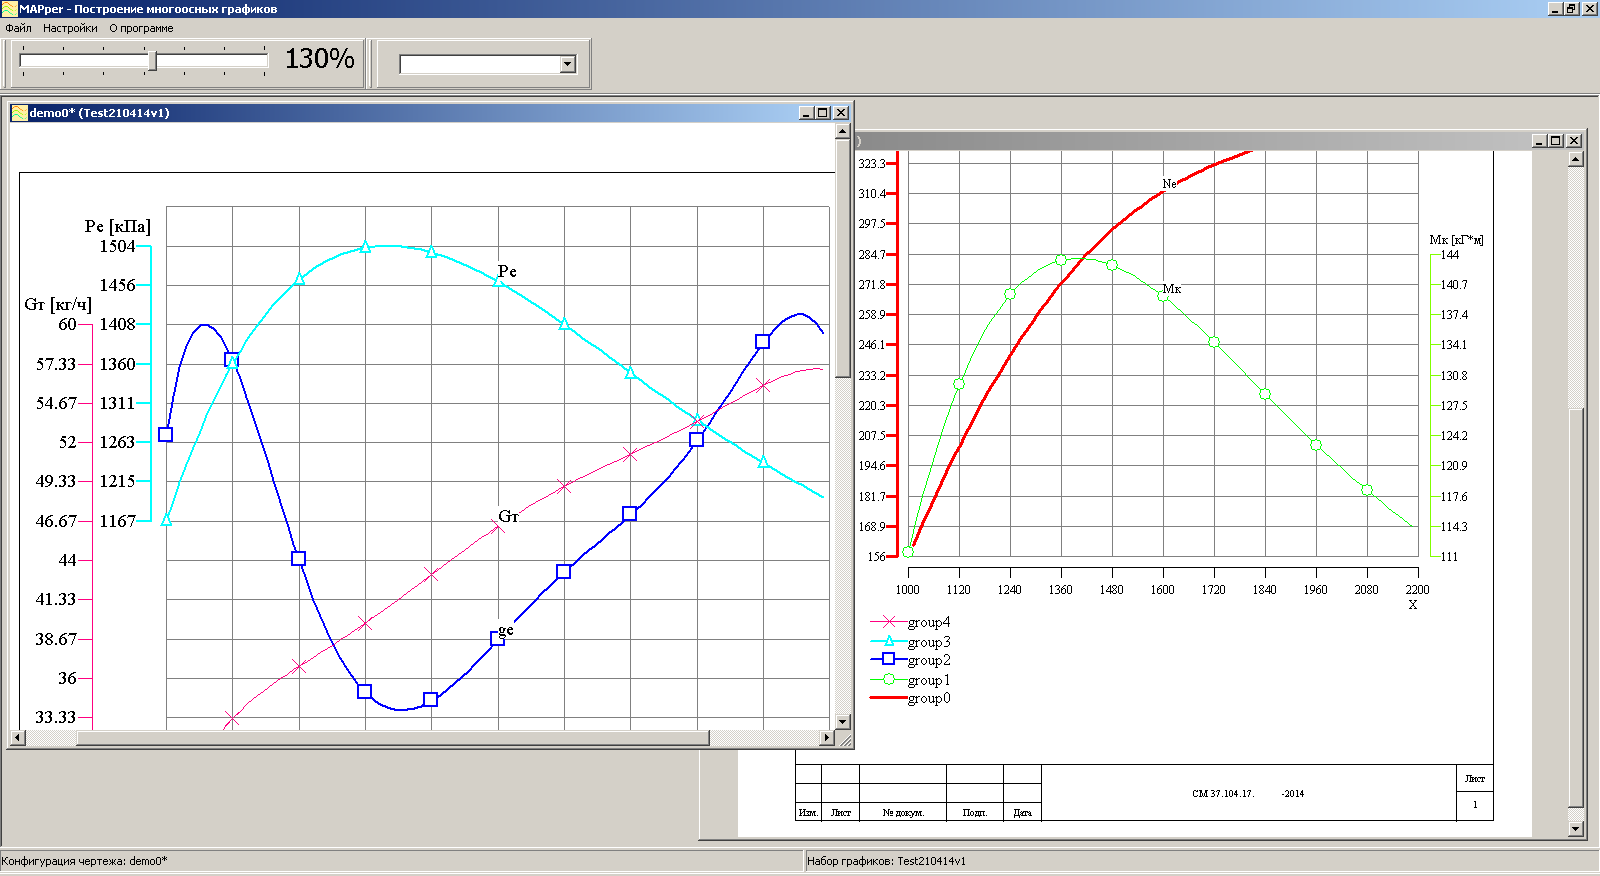 MAPper - Построение многоосных графиков
Файл Настройки О программе
130%
demo0* (Test210414v1)
Pe [кПа]
1504
1456
1408
1360
1311
1263
1215
1167
Gт [кг/ч]
60
57.33
54.67
52
49.33
46.67
44
41.33
38.67
36
33.33
Pe
Gт
ge
)
323.3
310.4
297.5
284.7
271.8
258.9
246.1
233.2
220.3
207.5
194.6
181.7
168.9
156
Ne
Мк
Мк [кГ*м]
144
140.7
137.4
134.1
130.8
127.5
124.2
120.9
117.6
114.3
111
1000 1120 1240 1360 1480 1600 1720 1840 1960 2080 2200
X
group4
group3
group2
group1
group0
Изм. Лист № докум. Подп. Дата
СМ 37.104.17. -2014
Лист
1
Конфигурация чертежа: demo0*
Набор графиков: Test210414v1